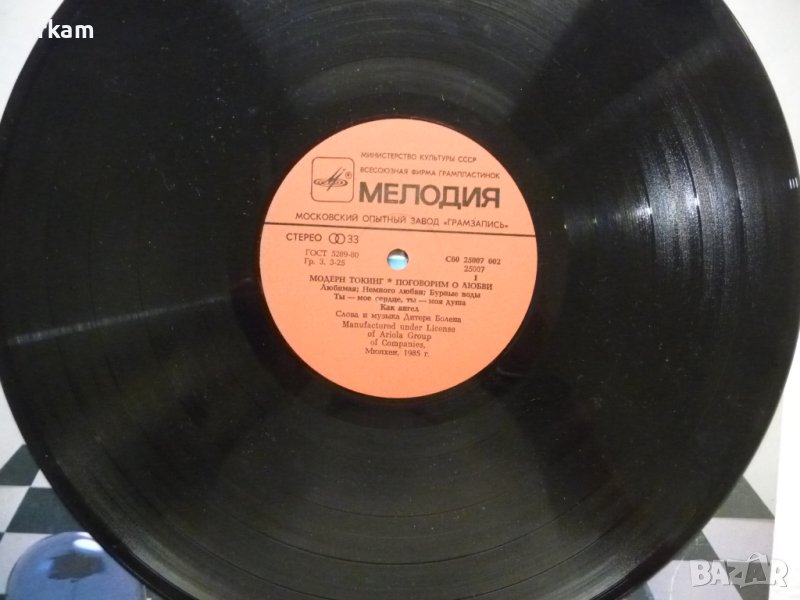 rkam
МИНИСТЕРСТВО КУЛЬТУРЫ СССР
ВСЕСОЮЗНАЯ ФИРМА ГРАМПЛАСТИНОК
МЕЛОДИЯ
МОСКОВСКИЙ ОПЫТНЫЙ ЗАВОД «ГРАМЗАПИСЬ»
СТЕРЕО 33
ГОСТ 5289-80
Гр. 3. 3-25
С60 25007 002
25007
1
МОДЕРН ТОКИНГ * ПОГОВОРИМ О ЛЮБВИ
Любимая; Немного любви; Бурные воды
Ты — мое сердце, ты — моя душа
Как ангел
Слова и музыка Дитера Болена
Manufactured under License
of Ariola Group
of Companies,
Мюнхен, 1985 г.
BAZAR